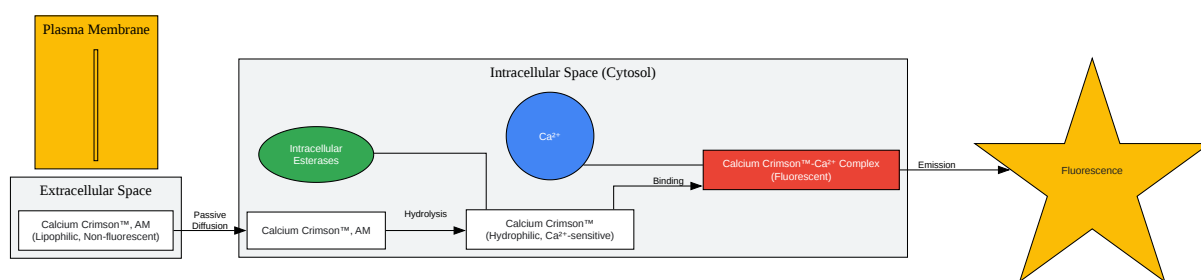 Plasma Membrane
Extracellular Space
Calcium Crimson™, AM
(Lipophilic, Non-fluorescent)
Passive
Diffusion
Intracellular Space (Cytosol)
Intracellular
Esterases
Ca²⁺
Calcium Crimson™, AM
Hydrolysis
Calcium Crimson™
(Hydrophilic, Ca²⁺-sensitive)
Binding
Calcium Crimson™-Ca²⁺ Complex
(Fluorescent)
Emission
Fluorescence